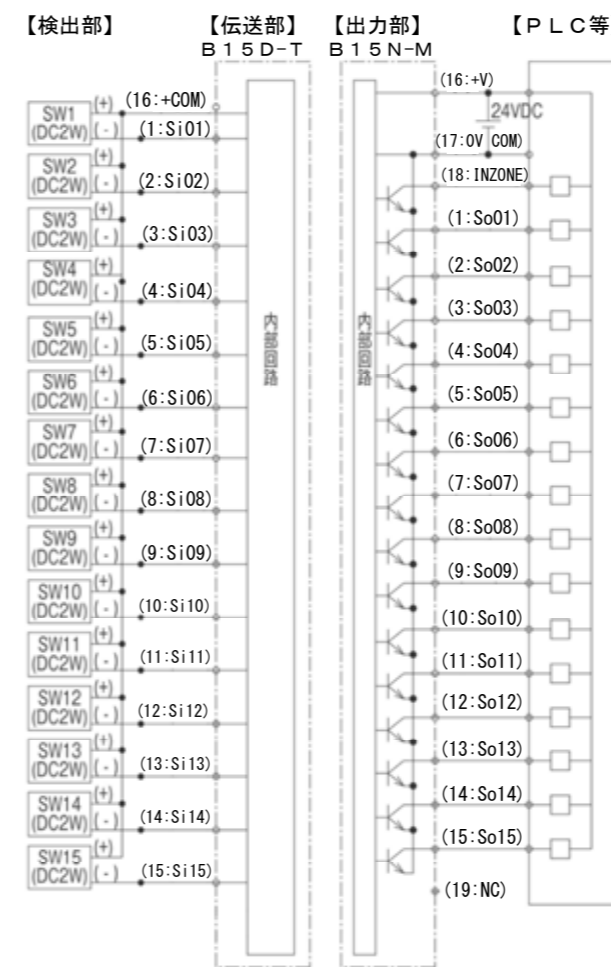 【検出部】
【伝送部】
B15D-T
【出力部】
B15N-M
【PLC等
SW1
(DC2W)
(+)
(-)
(16:+COM)
(1:Si01)
SW2
(DC2W)
(+)
(-)
(2:Si02)
SW3
(DC2W)
(+)
(-)
(3:Si03)
SW4
(DC2W)
(+)
(-)
(4:Si04)
SW5
(DC2W)
(+)
(-)
(5:Si05)
SW6
(DC2W)
(+)
(-)
(6:Si06)
SW7
(DC2W)
(+)
(-)
(7:Si07)
SW8
(DC2W)
(+)
(-)
(8:Si08)
SW9
(DC2W)
(+)
(-)
(9:Si09)
SW10
(DC2W)
(+)
(-)
(10:Si10)
SW11
(DC2W)
(+)
(-)
(11:Si11)
SW12
(DC2W)
(+)
(-)
(12:Si12)
SW13
(DC2W)
(+)
(-)
(13:Si13)
SW14
(DC2W)
(+)
(-)
(14:Si14)
SW15
(DC2W)
(+)
(-)
(15:Si15)
内部回路
内部回路
(16:+V)
24VDC
(17:0V COM)
(18:INZONE)
(1:So01)
(2:So02)
(3:So03)
(4:So04)
(5:So05)
(6:So06)
(7:So07)
(8:So08)
(9:So09)
(10:So10)
(11:So11)
(12:So12)
(13:So13)
(14:So14)
(15:So15)
(19:NC)